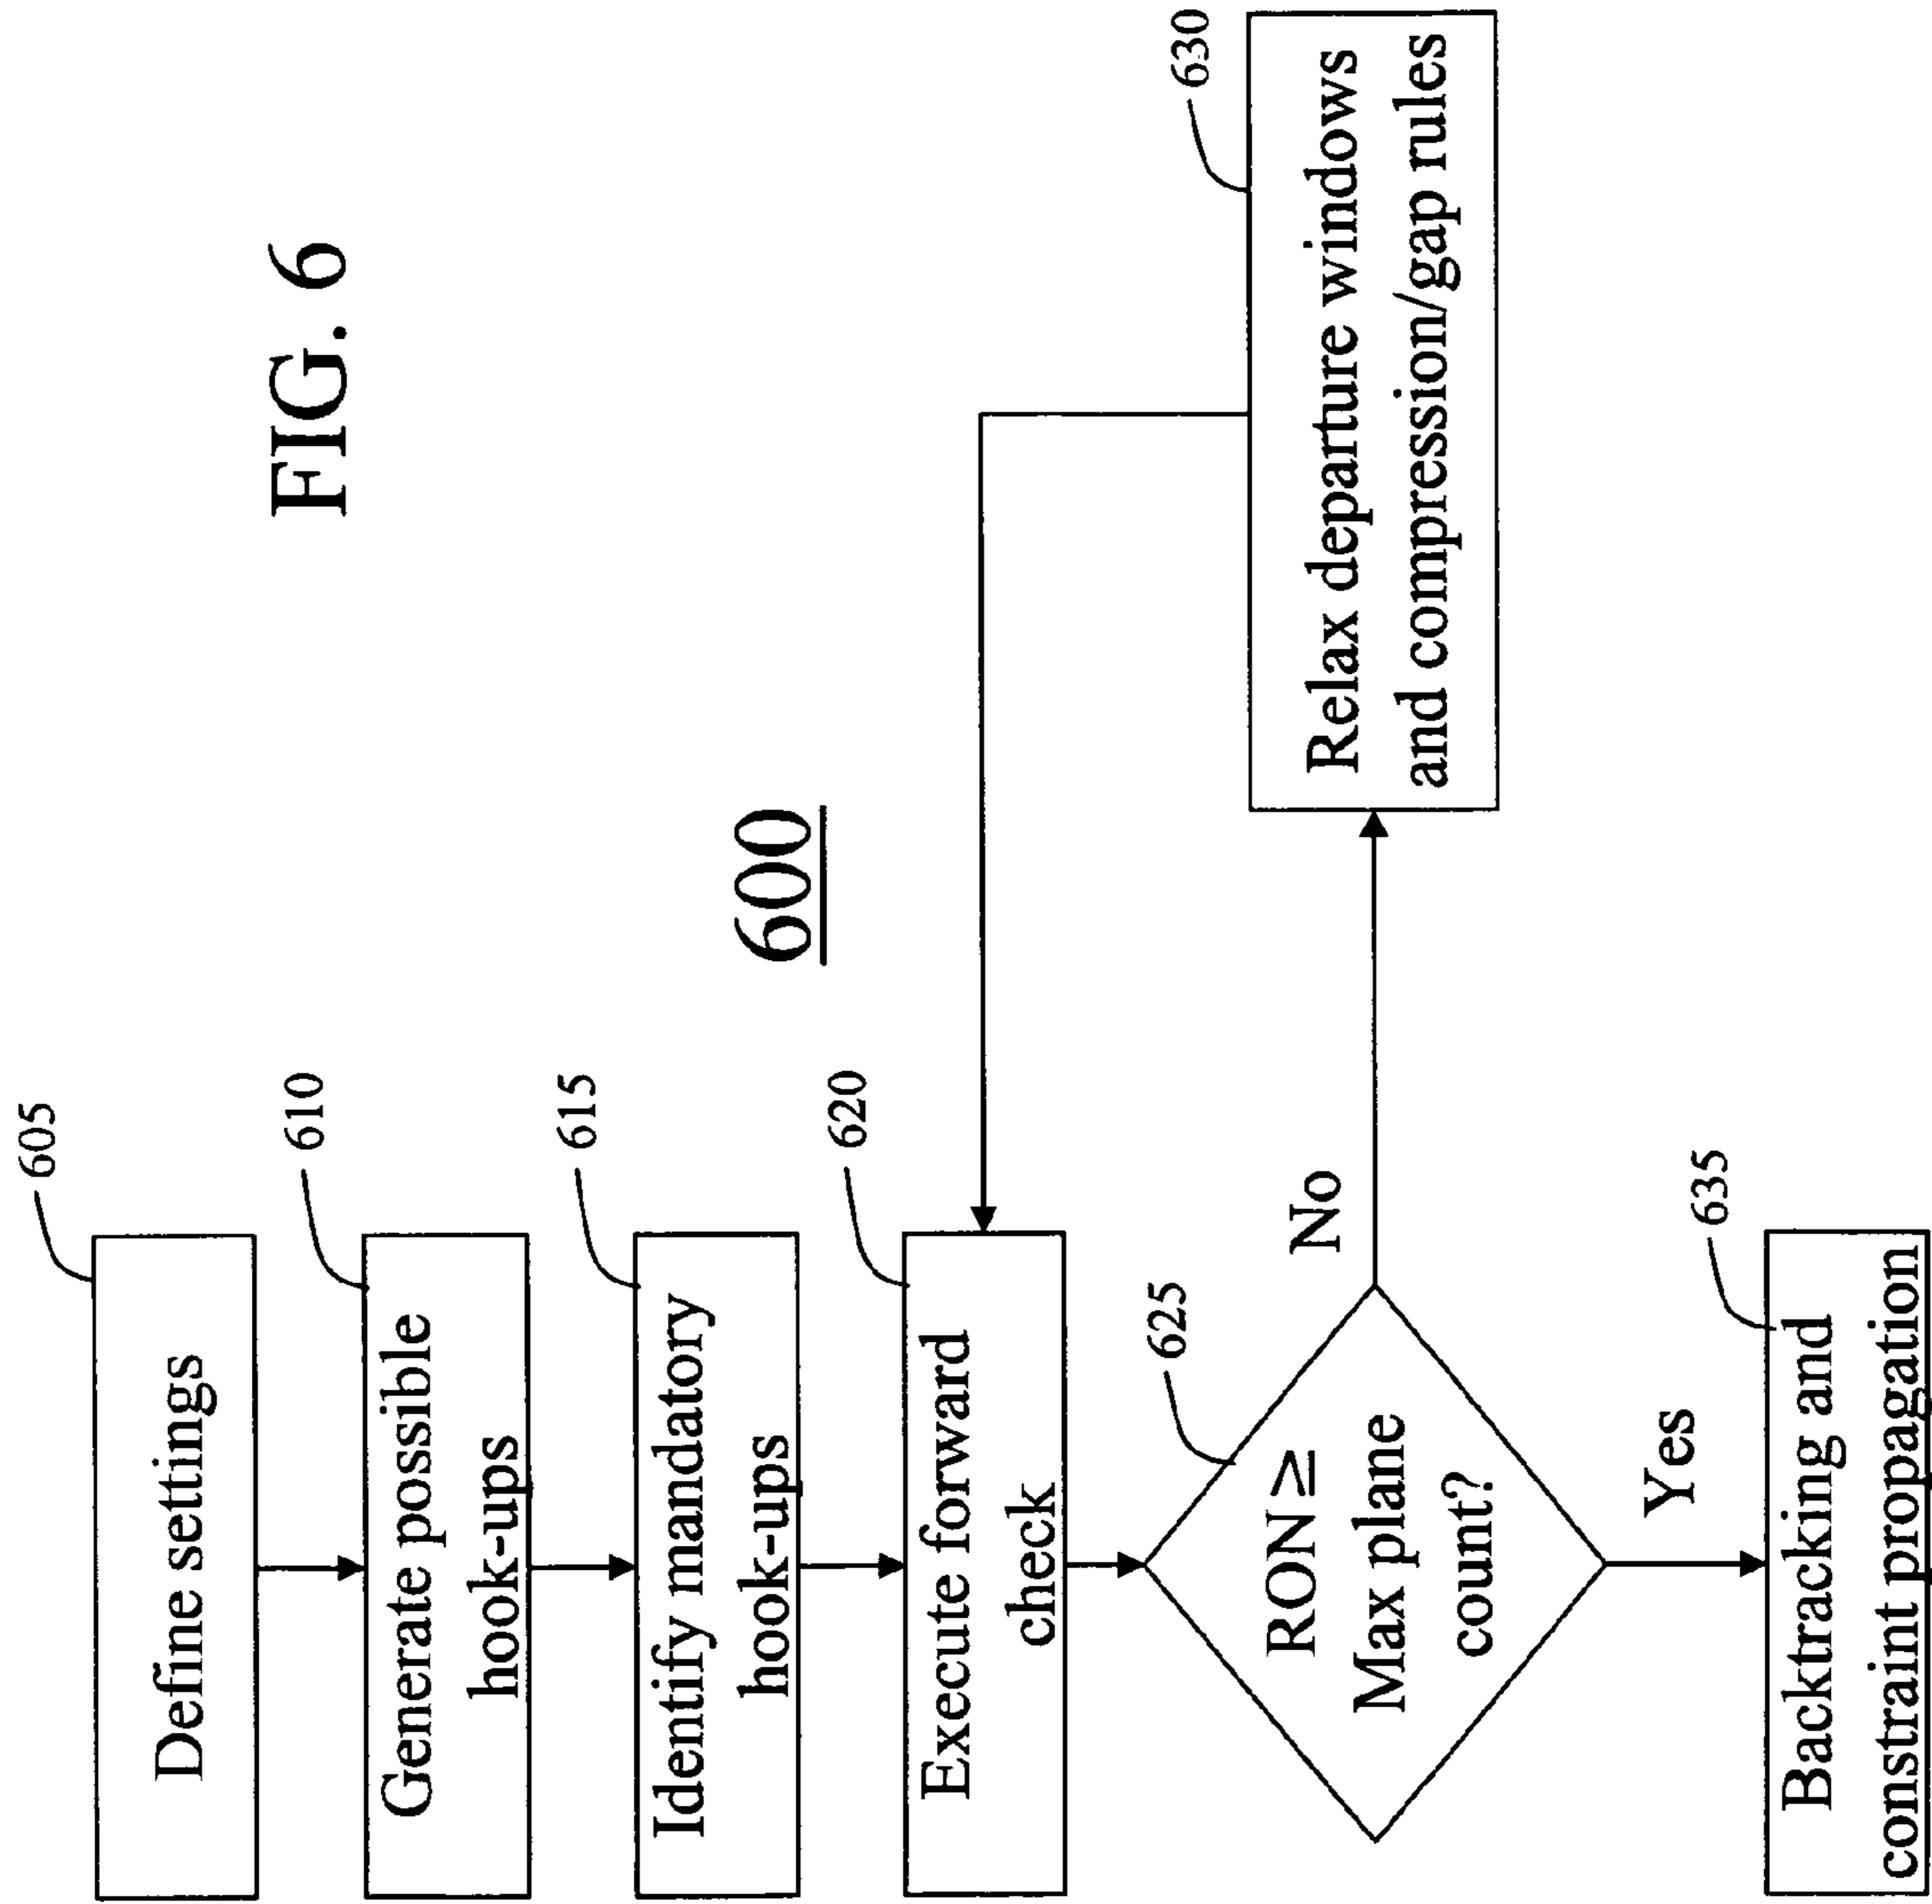 FIG. 6
600
605
Define settings
610
Generate possible
hook-ups
615
Identify mandatory
hook-ups
620
Execute forward
check
625
RON ≥
Max plane
count?
No
630
Relax departure windows
and compression/gap rules
Yes
635
Backtracking and
constraint propagation